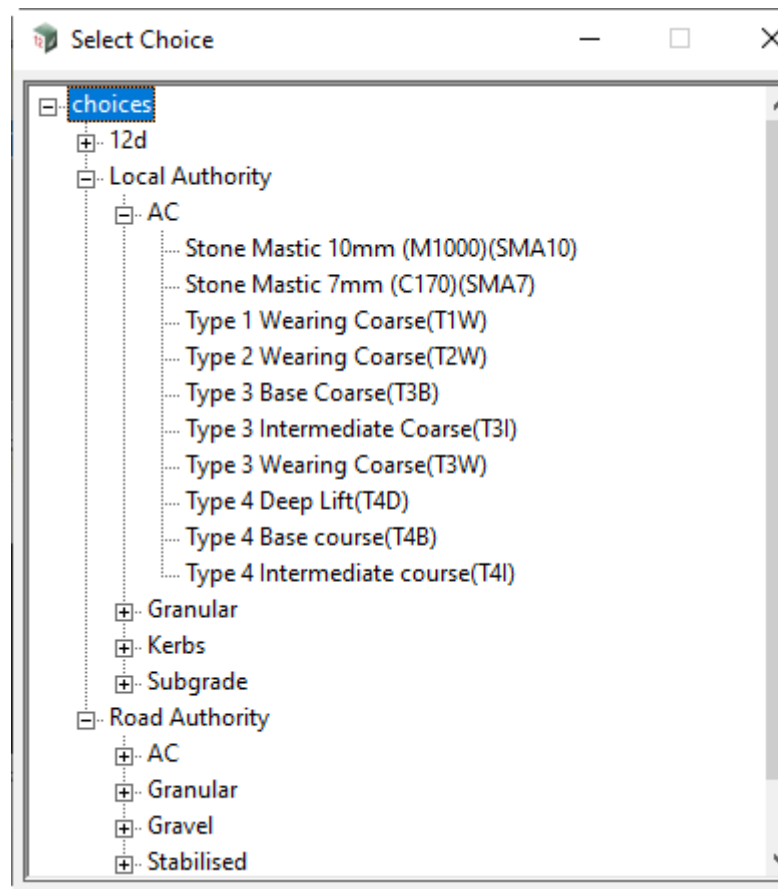 Select Choice
choices
12d
Local Authority
AC
Stone Mastic 10mm (M1000)(SMA10)
Stone Mastic 7mm (C170)(SMA7)
Type 1 Wearing Coarse(T1W)
Type 2 Wearing Coarse(T2W)
Type 3 Base Coarse(T3B)
Type 3 Intermediate Coarse(T3I)
Type 3 Wearing Coarse(T3W)
Type 4 Deep Lift(T4D)
Type 4 Base course(T4B)
Type 4 Intermediate course(T4I)
Granular
Kerbs
Subgrade
Road Authority
AC
Granular
Gravel
Stabilised